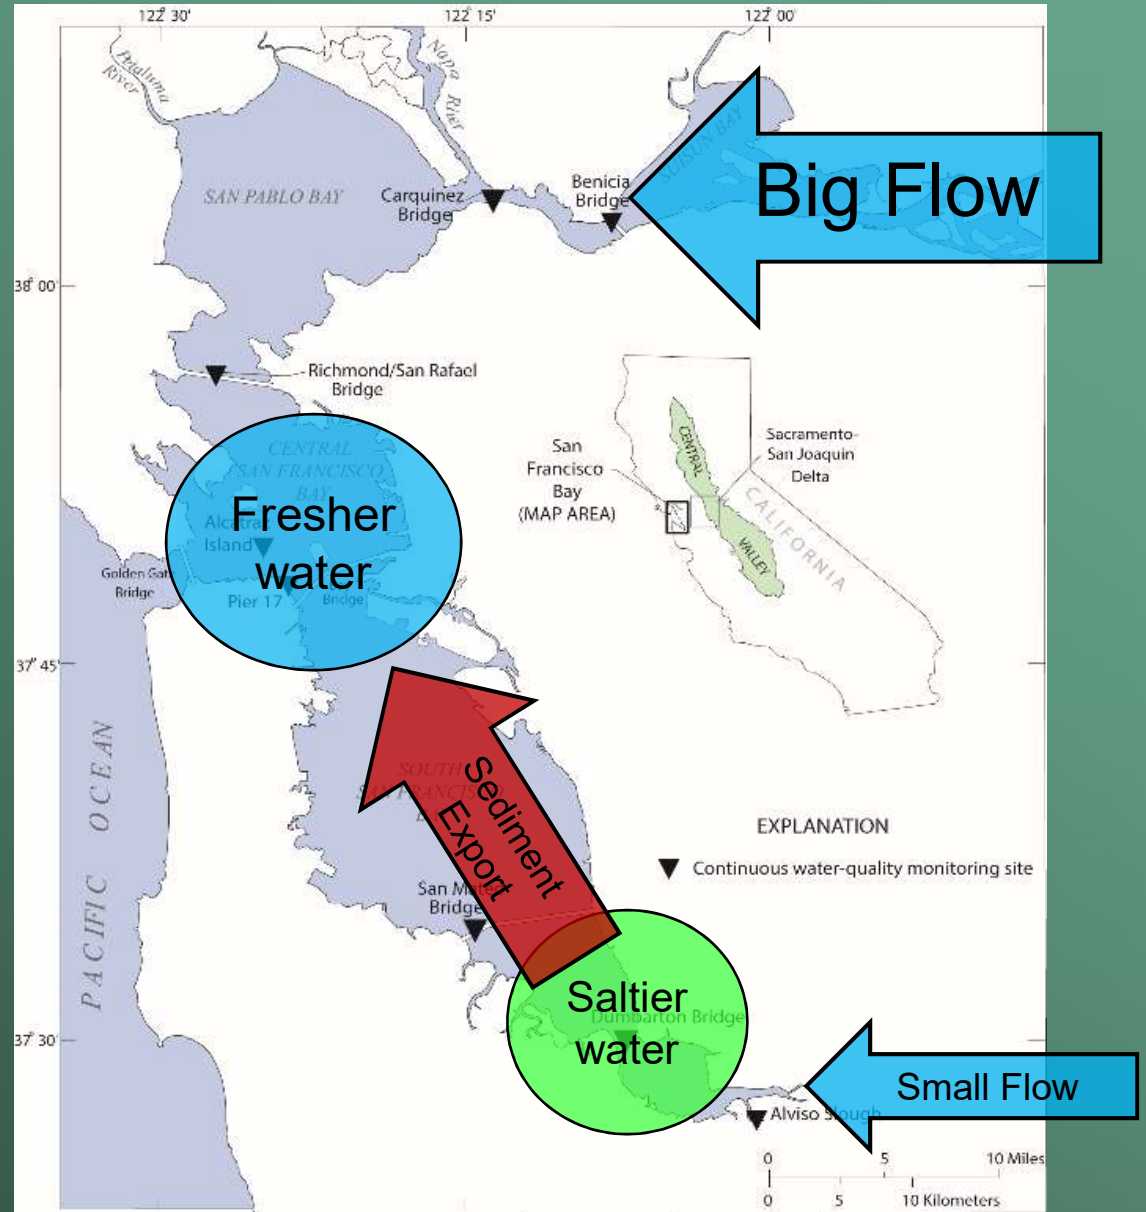 122° 30'
122° 15'
122° 00'
Petaluma
River
Napa
River
SUISUN BAY
Big Flow
SAN PABLO BAY
Carquinez
Bridge
Benicia
Bridge
38° 00'
Richmond/San Rafael
Bridge
CENTRAL
SAN FRANCISCO
BAY
Fresher
water
Alcatraz
Island
Golden Gate
Bridge
Pier 17
Bridge
San
Francisco
Bay
(MAP AREA)
CENTRAL
VALLEY
Sacramento-
San Joaquin
Delta
CALIFORNIA
37° 45'
PACIFIC OCEAN
SOUTH
SAN FRANCISCO
Sediment
Export
EXPLANATION
Continuous water-quality monitoring site
San Mateo
Bridge
Saltier
water
Dumbarton Bridge
37° 30'
Small Flow
Alviso Slough
0 5 10 Miles
0 5 10 Kilometers